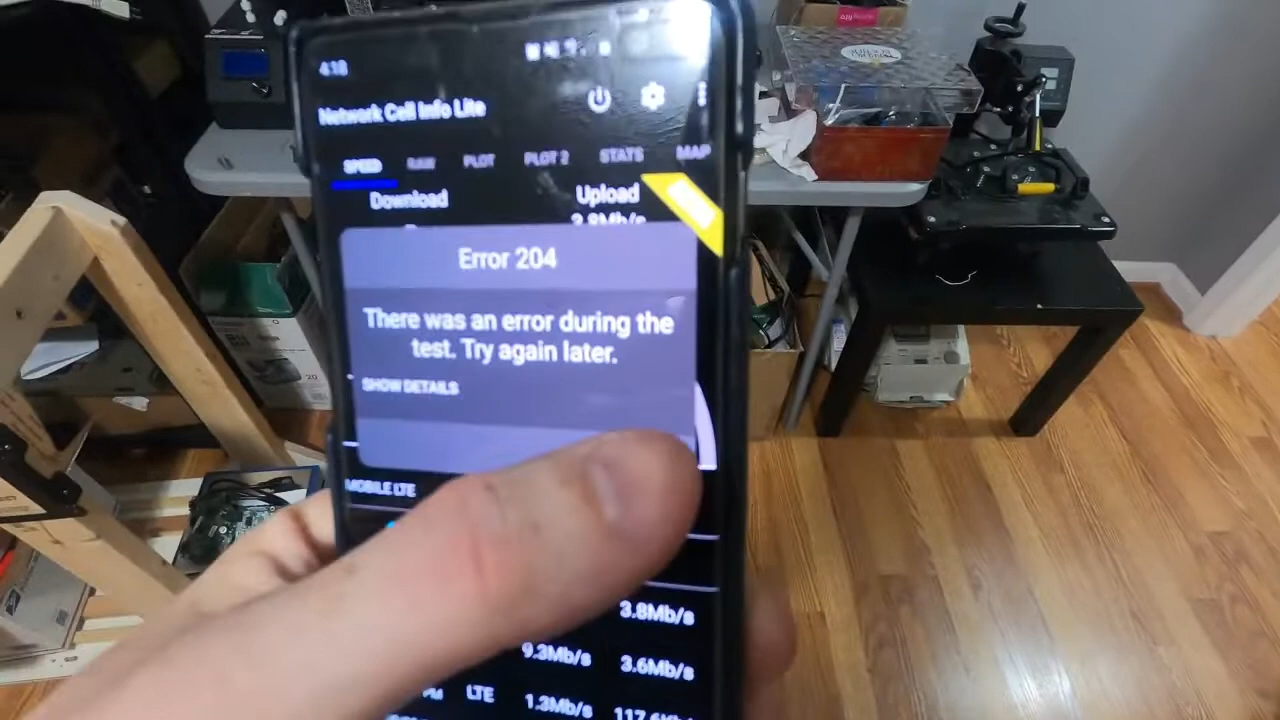 4:18
Network Cell Info Lite
SPEED RAW PLOT PLOT 2 STATS MAP
Download Upload
3.8Mb/s
Error 204
There was an error during the
test. Try again later.
SHOW DETAILS
MOBILE LTE
3.8Mb/s
9.3Mb/s 3.6Mb/s
LTE 1.3Mb/s